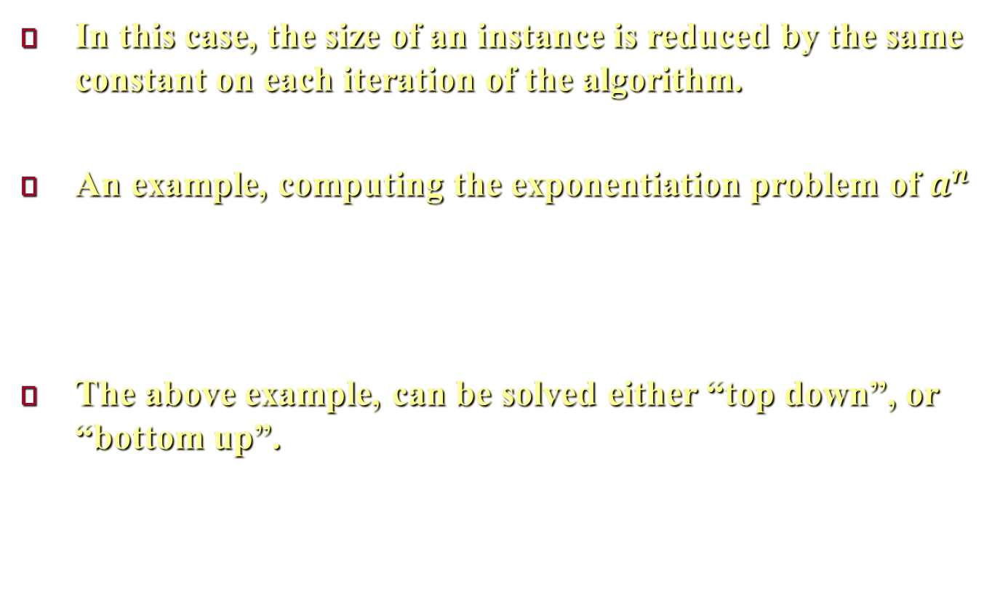 In this case, the size of an instance is reduced by the same
constant on each iteration of the algorithm.
An example, computing the exponentiation problem of aⁿ
The above example, can be solved either “top down”, or
“bottom up”.